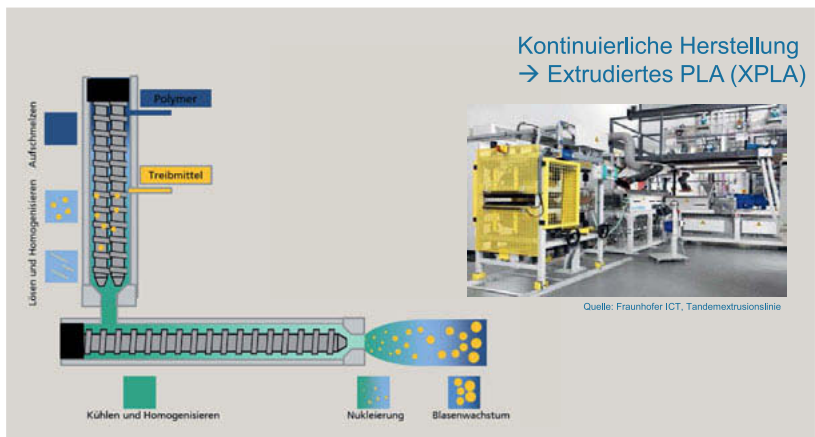 Kontinuierliche Herstellung
→ Extrudiertes PLA (XPLA)
Polymer
Aufschmelzen
Treibmittel
Lösen und Homogenisieren
Quelle: Fraunhofer ICT, Tandemextrusionslinie
Kühlen und Homogenisieren
Nukleierung
Blasenwachstum